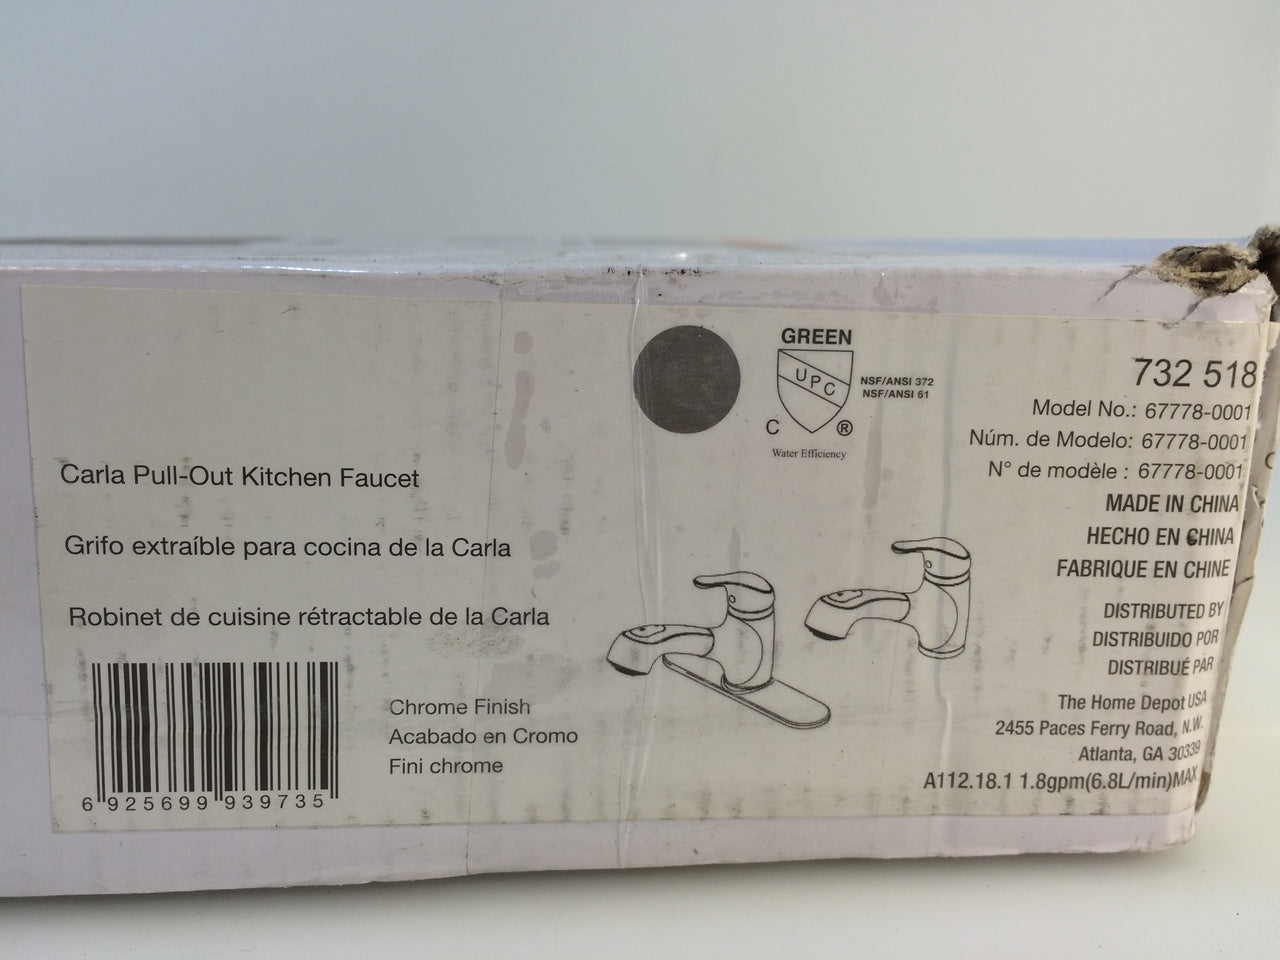 GREEN
UPC
C ®
Water Efficiency
NSF/ANSI 372
NSF/ANSI 61
732 518
Model No.: 67778-0001
Núm. de Modelo: 67778-0001
N° de modèle : 67778-0001
MADE IN CHINA
HECHO EN CHINA
FABRIQUE EN CHINE
DISTRIBUTED BY
DISTRIBUIDO POR
DISTRIBUÉ PAR
The Home Depot USA
2455 Paces Ferry Road, N.W.
Atlanta, GA 30339
A112.18.1 1.8gpm(6.8L/min)MAX
Carla Pull-Out Kitchen Faucet
Grifo extraíble para cocina de la Carla
Robinet de cuisine rétractable de la Carla
Chrome Finish
Acabado en Cromo
Fini chrome
6 925699 939735